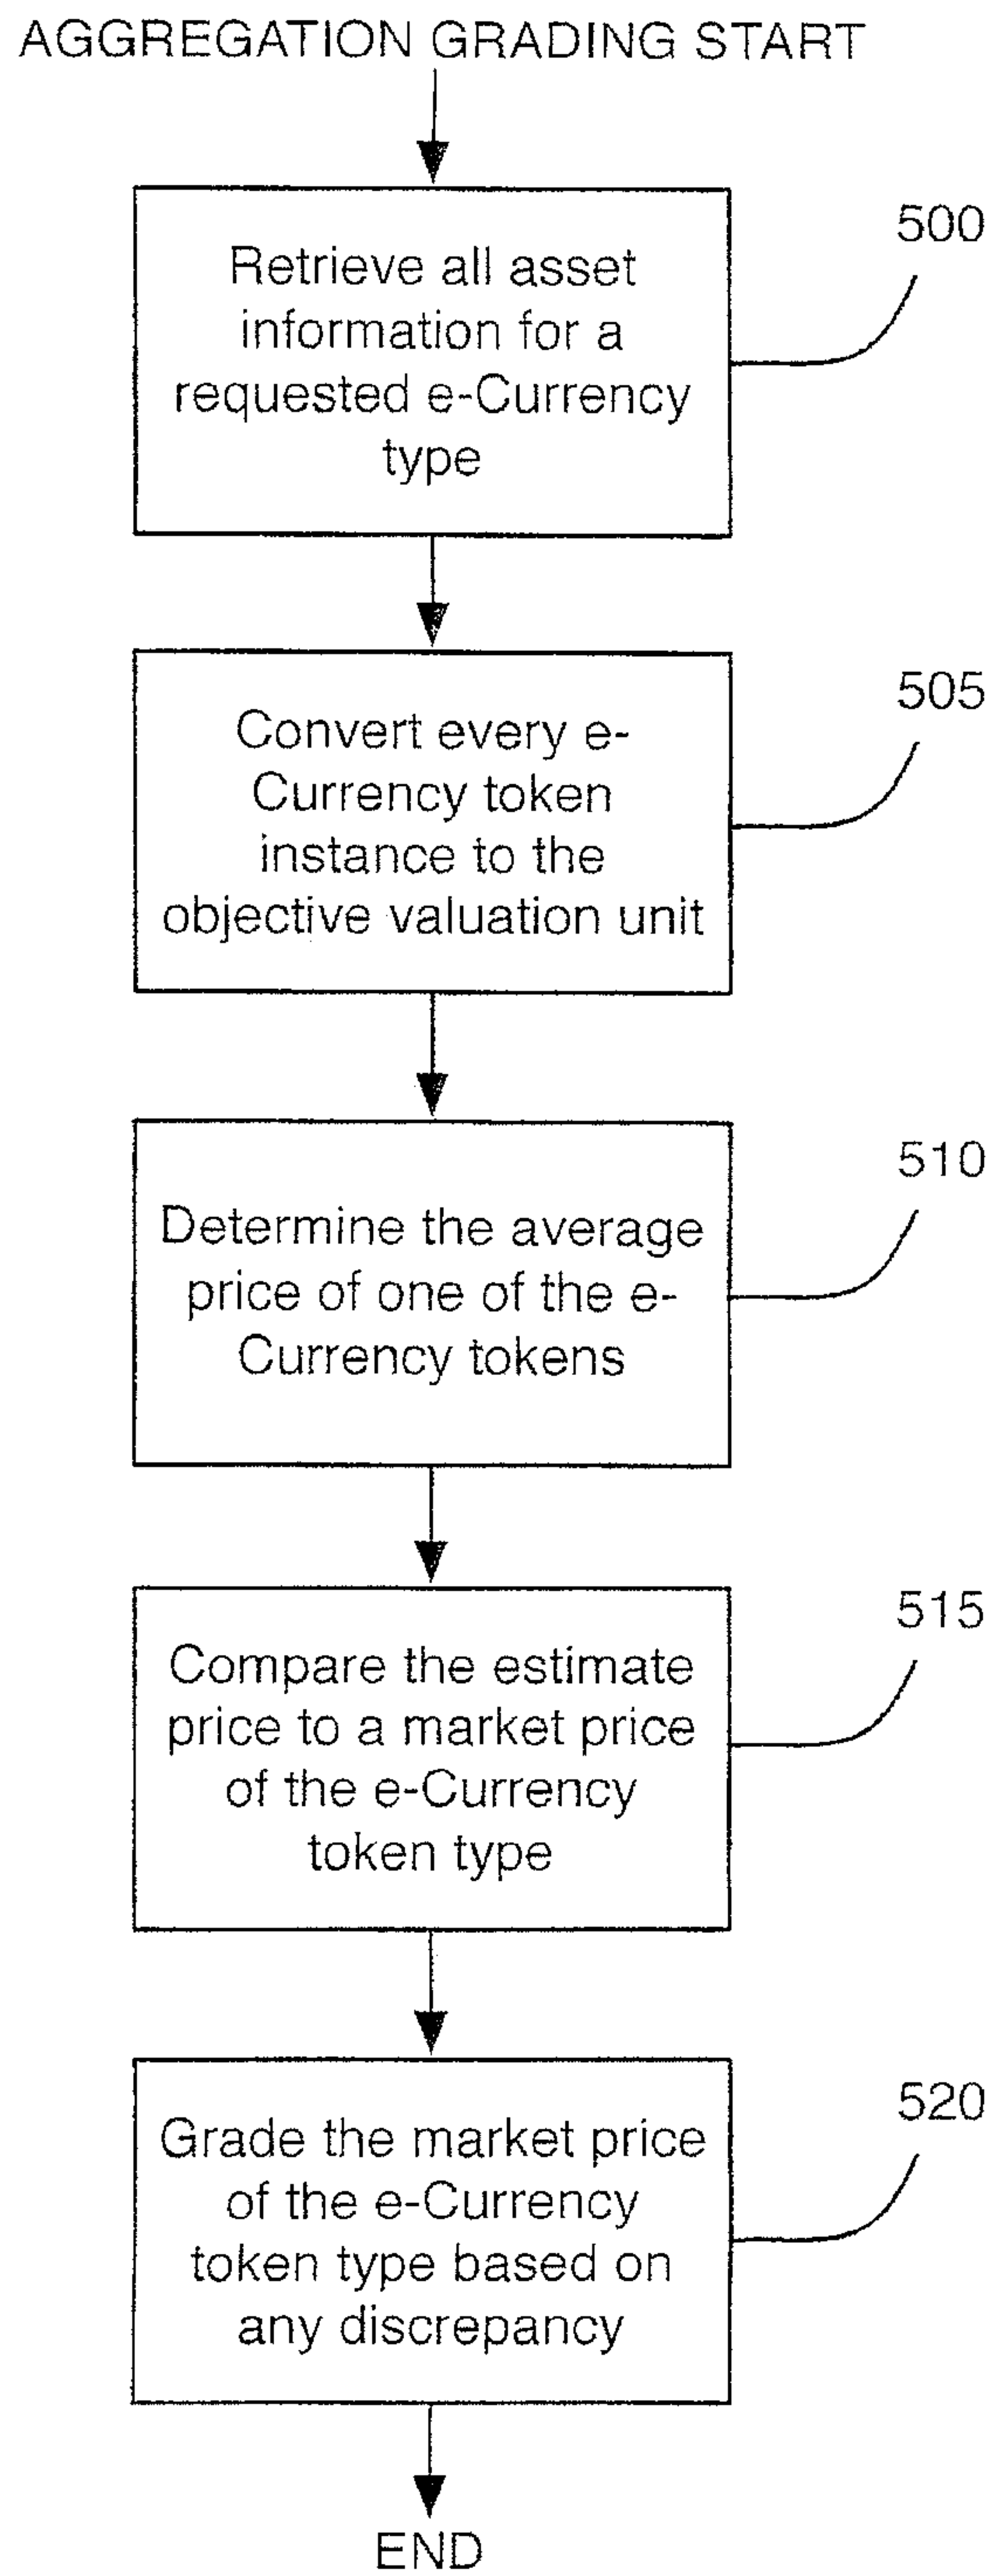 AGGREGATION GRADING START
500
Retrieve all asset
information for a
requested e-Currency
type
505
Convert every e-
Currency token
instance to the
objective valuation unit
510
Determine the average
price of one of the e-
Currency tokens
515
Compare the estimate
price to a market price
of the e-Currency
token type
520
Grade the market price
of the e-Currency
token type based on
any discrepancy
END